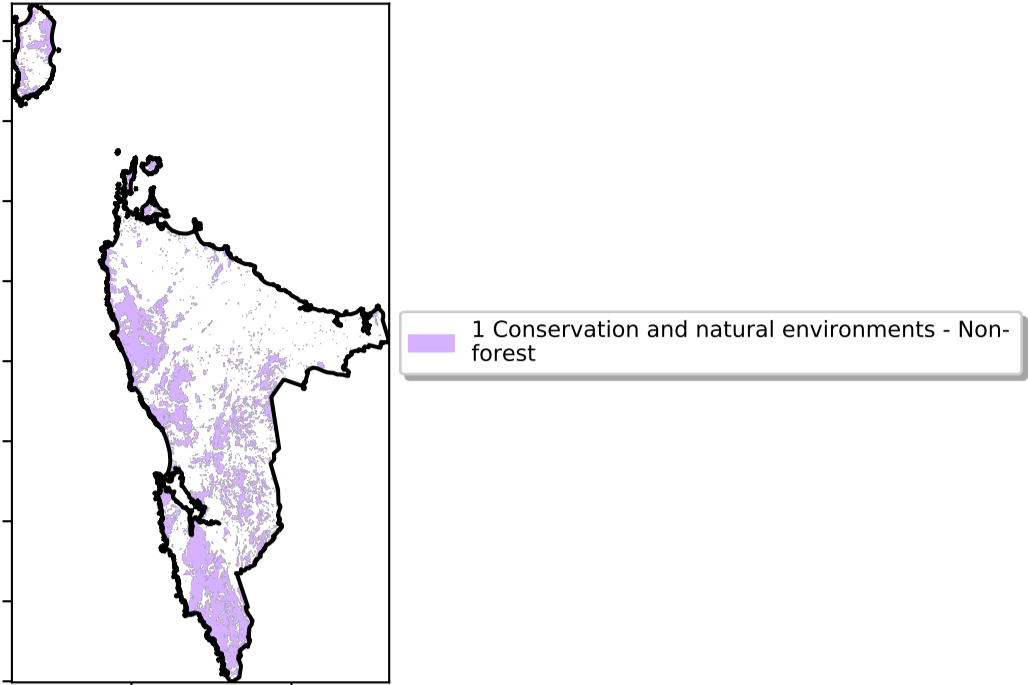 1 Conservation and natural environments - Non-
forest